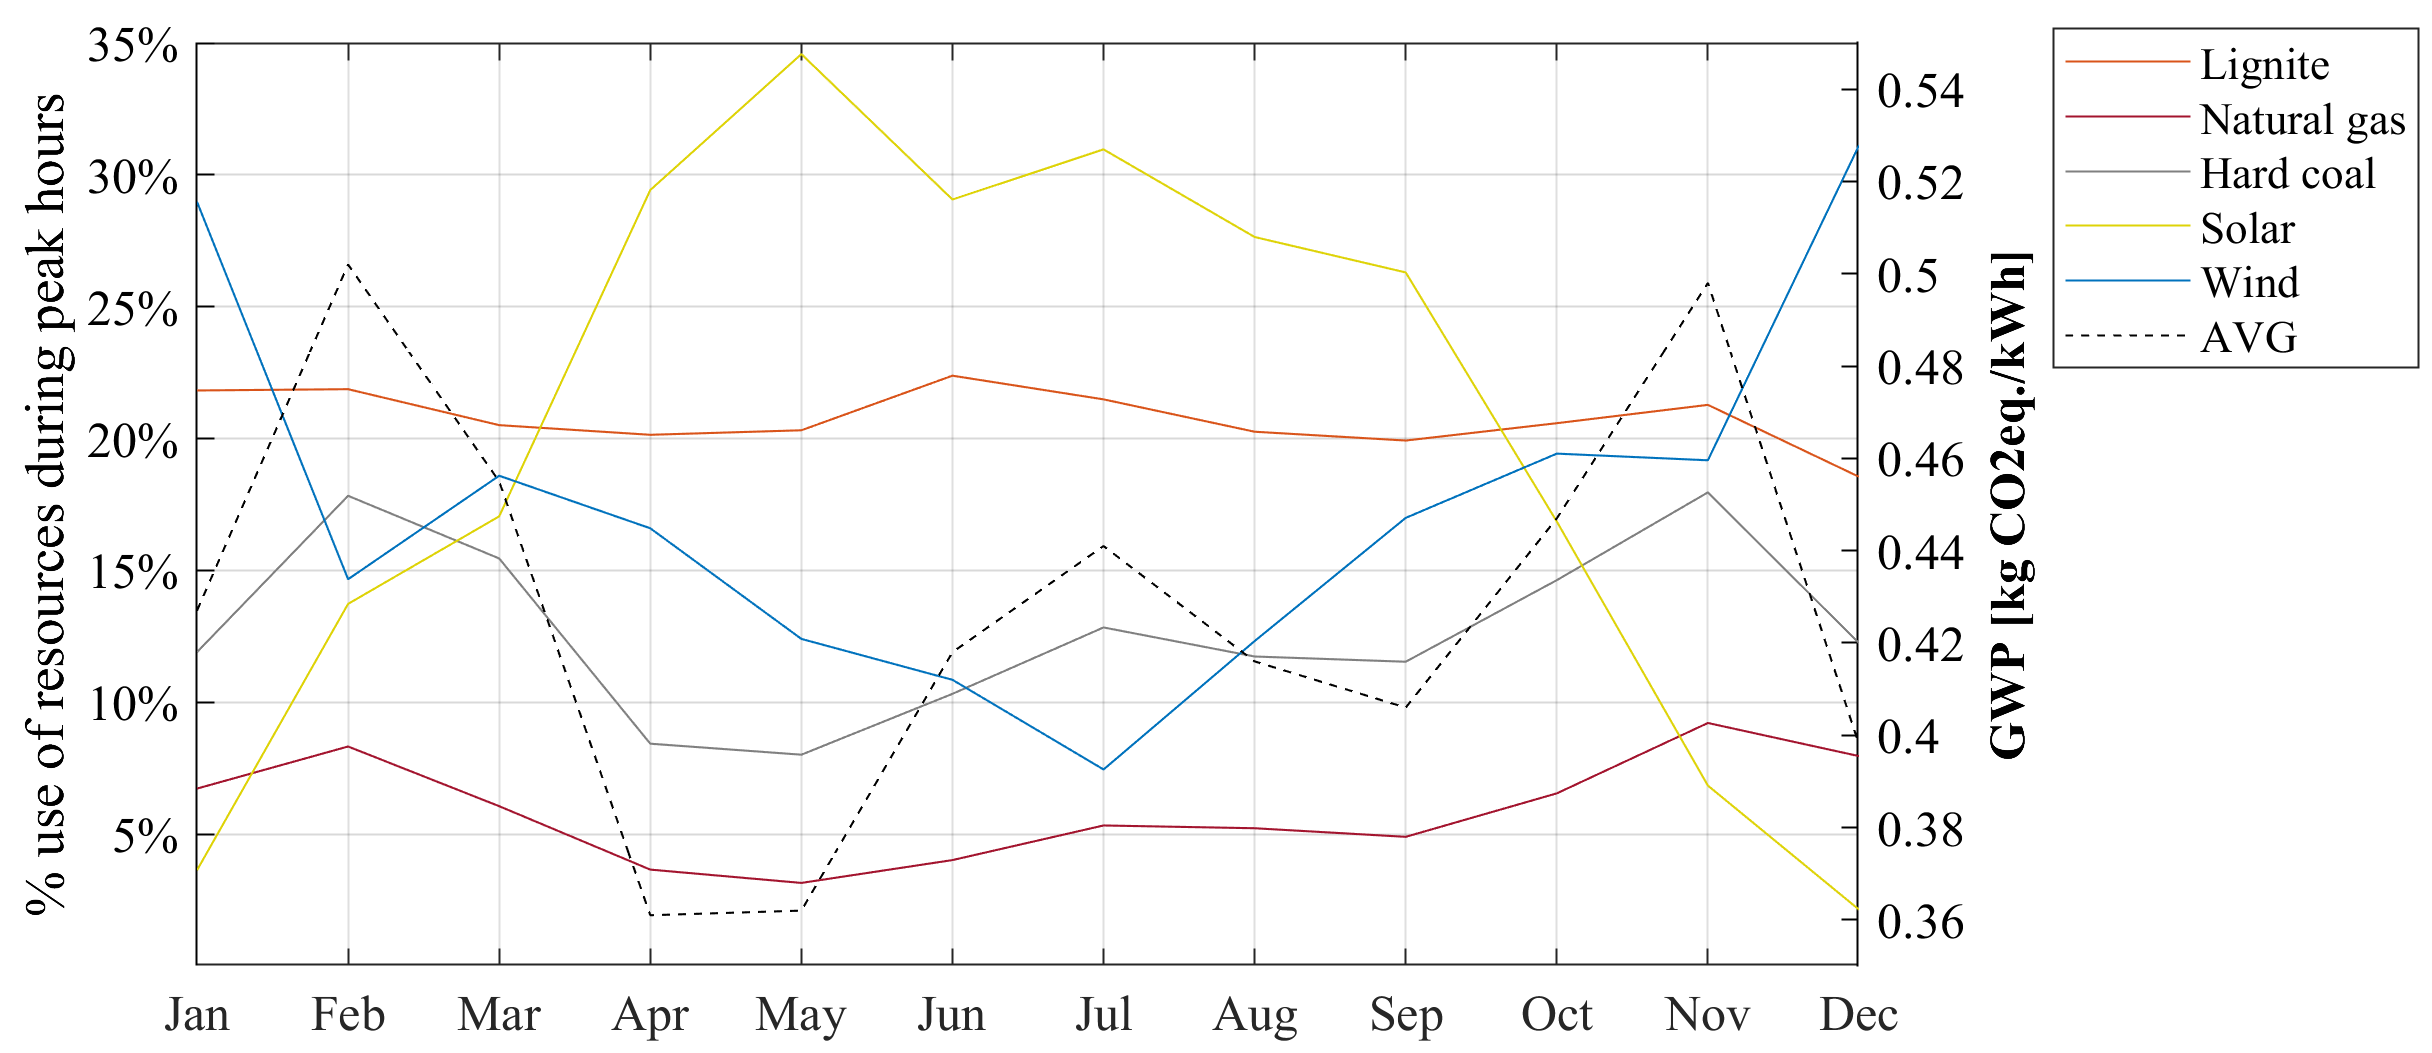 % use of resources during peak hours
35%
30%
25%
20%
15%
10%
5%
Jan Feb Mar Apr May Jun Jul Aug Sep Oct Nov Dec
0.54
0.52
0.5
0.48
0.46
0.44
0.42
0.4
0.38
0.36
GWP [kg CO2eq./kWh]
Lignite
Natural gas
Hard coal
Solar
Wind
AVG